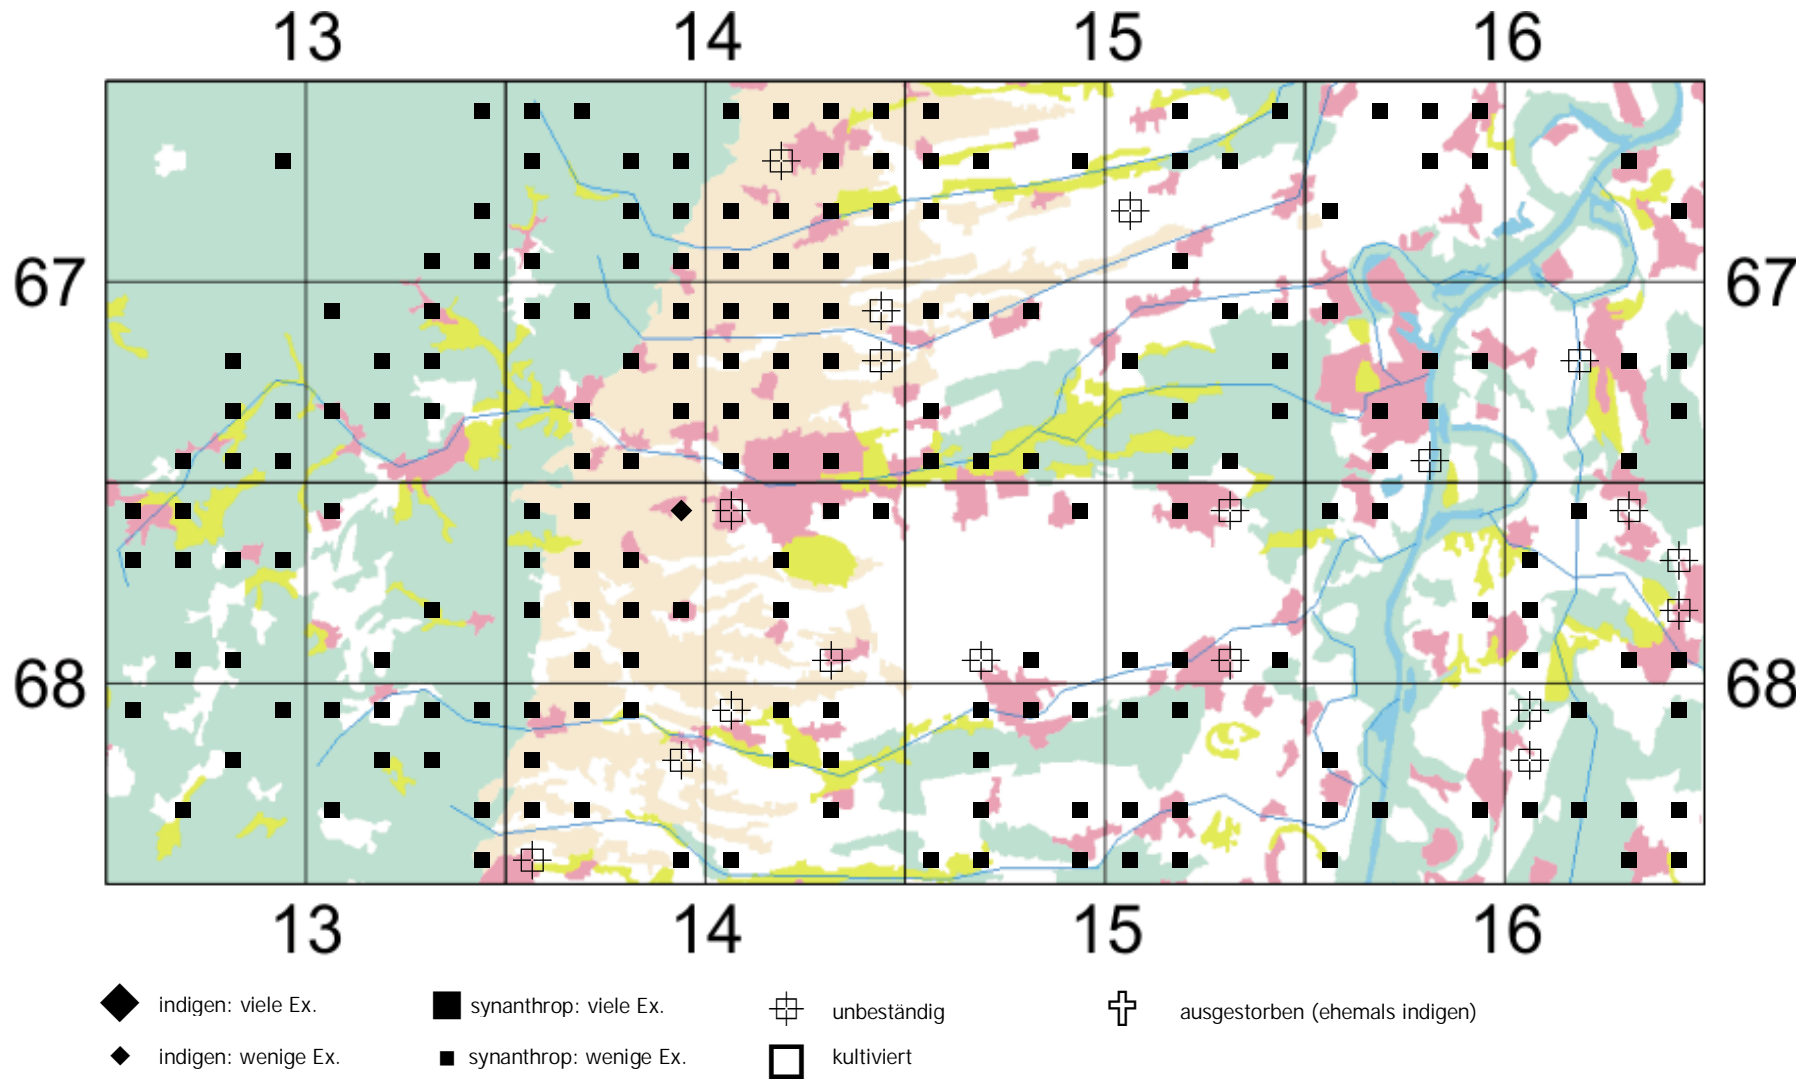 13 14 15 16
67 67
68 68
13 14 15 16
indigen: viele Ex. synanthrop: viele Ex. unbeständig ausgestorben (ehemals indigen)
indigen: wenige Ex. synanthrop: wenige Ex. kultiviert